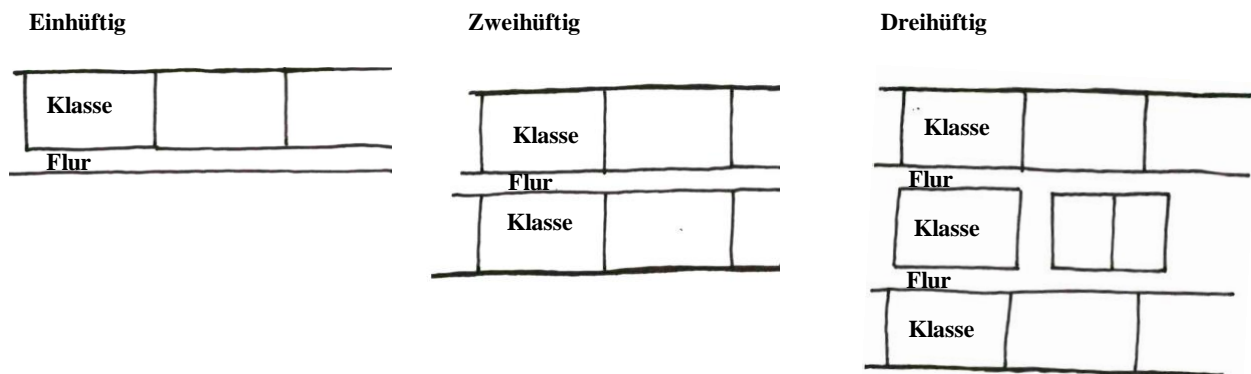 Einhüftig
Klasse
Flur
Zweihüftig
Klasse
Flur
Klasse
Dreihüftig
Klasse
Flur
Klasse
Flur
Klasse